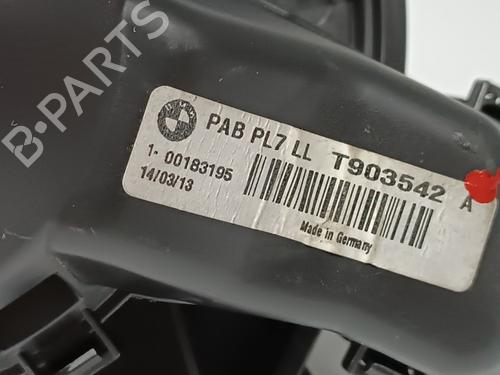 PAB PL7 LL T903542 A
1- 00183195
14/03/13
Made in Germany
B-PARTS